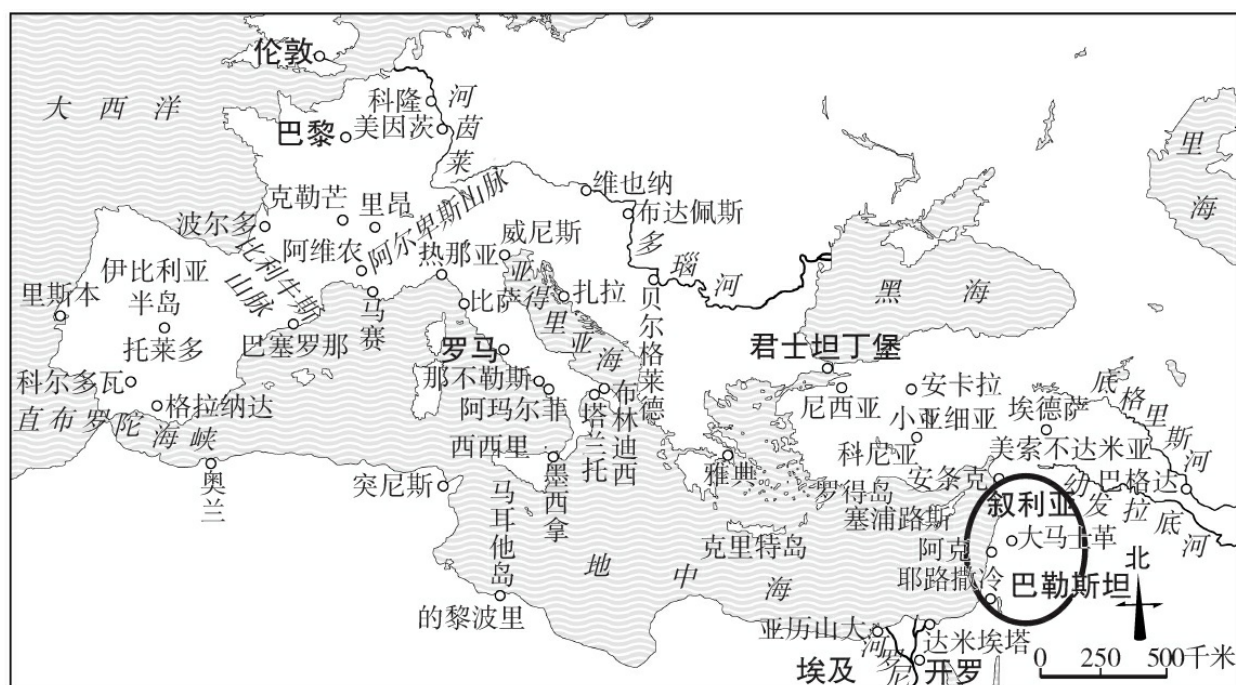 伦敦
大西洋
科隆
美因茨
莱茵河
巴黎
里海
克勒芒
里昂
阿尔卑斯山脉
维也纳
布达佩斯
多瑙河
波尔多
阿维农
热那亚
威尼斯
亚得里亚海
比利牛斯
山脉
伊比利亚
半岛
里斯本
托莱多
巴塞罗那
马赛
比萨
扎拉
贝尔格莱德
黑海
罗马
君士坦丁堡
科尔多瓦
格拉纳达
那不勒斯
阿玛尔菲
塔兰托
布林迪西
尼西亚
安卡拉
小亚细亚
埃德萨
底格里斯河
直布罗陀海峡
西西里
墨西拿
科尼亚
美索不达米亚
奥兰
突尼斯
马耳他岛
雅典
罗得岛
安条克
幼发拉底河
巴格达
塞浦路斯
叙利亚
克里特岛
阿克
大马士革
地中海
耶路撒冷
巴勒斯坦
北
的黎波里
亚历山大
达米埃塔
尼罗河
埃及
开罗
0 250 500千米